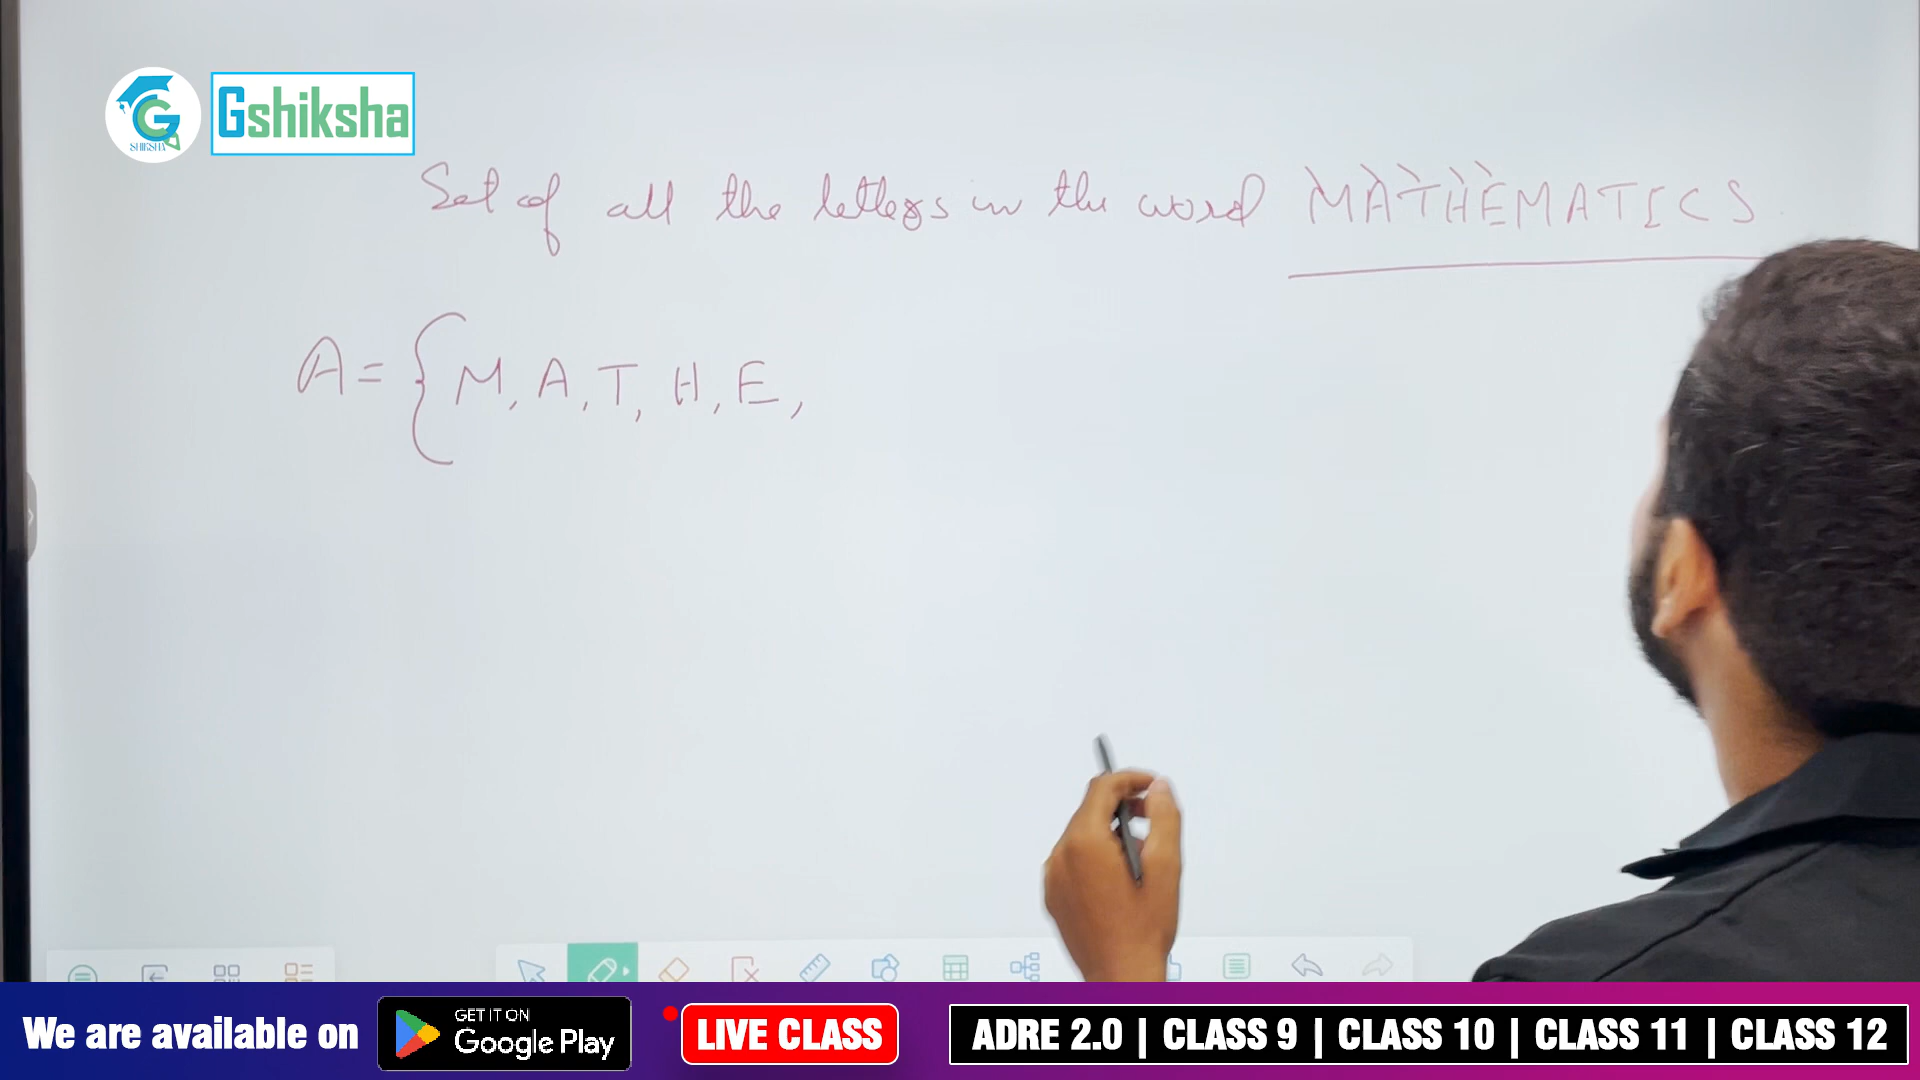 G
SHIKSHA
Gshiksha
Set of all the letters in the word MATHEMATICS
A = { M, A, T, H, E,
We are available on
GET IT ON
Google Play
LIVE CLASS
ADRE 2.0 | CLASS 9 | CLASS 10 | CLASS 11 | CLASS 12